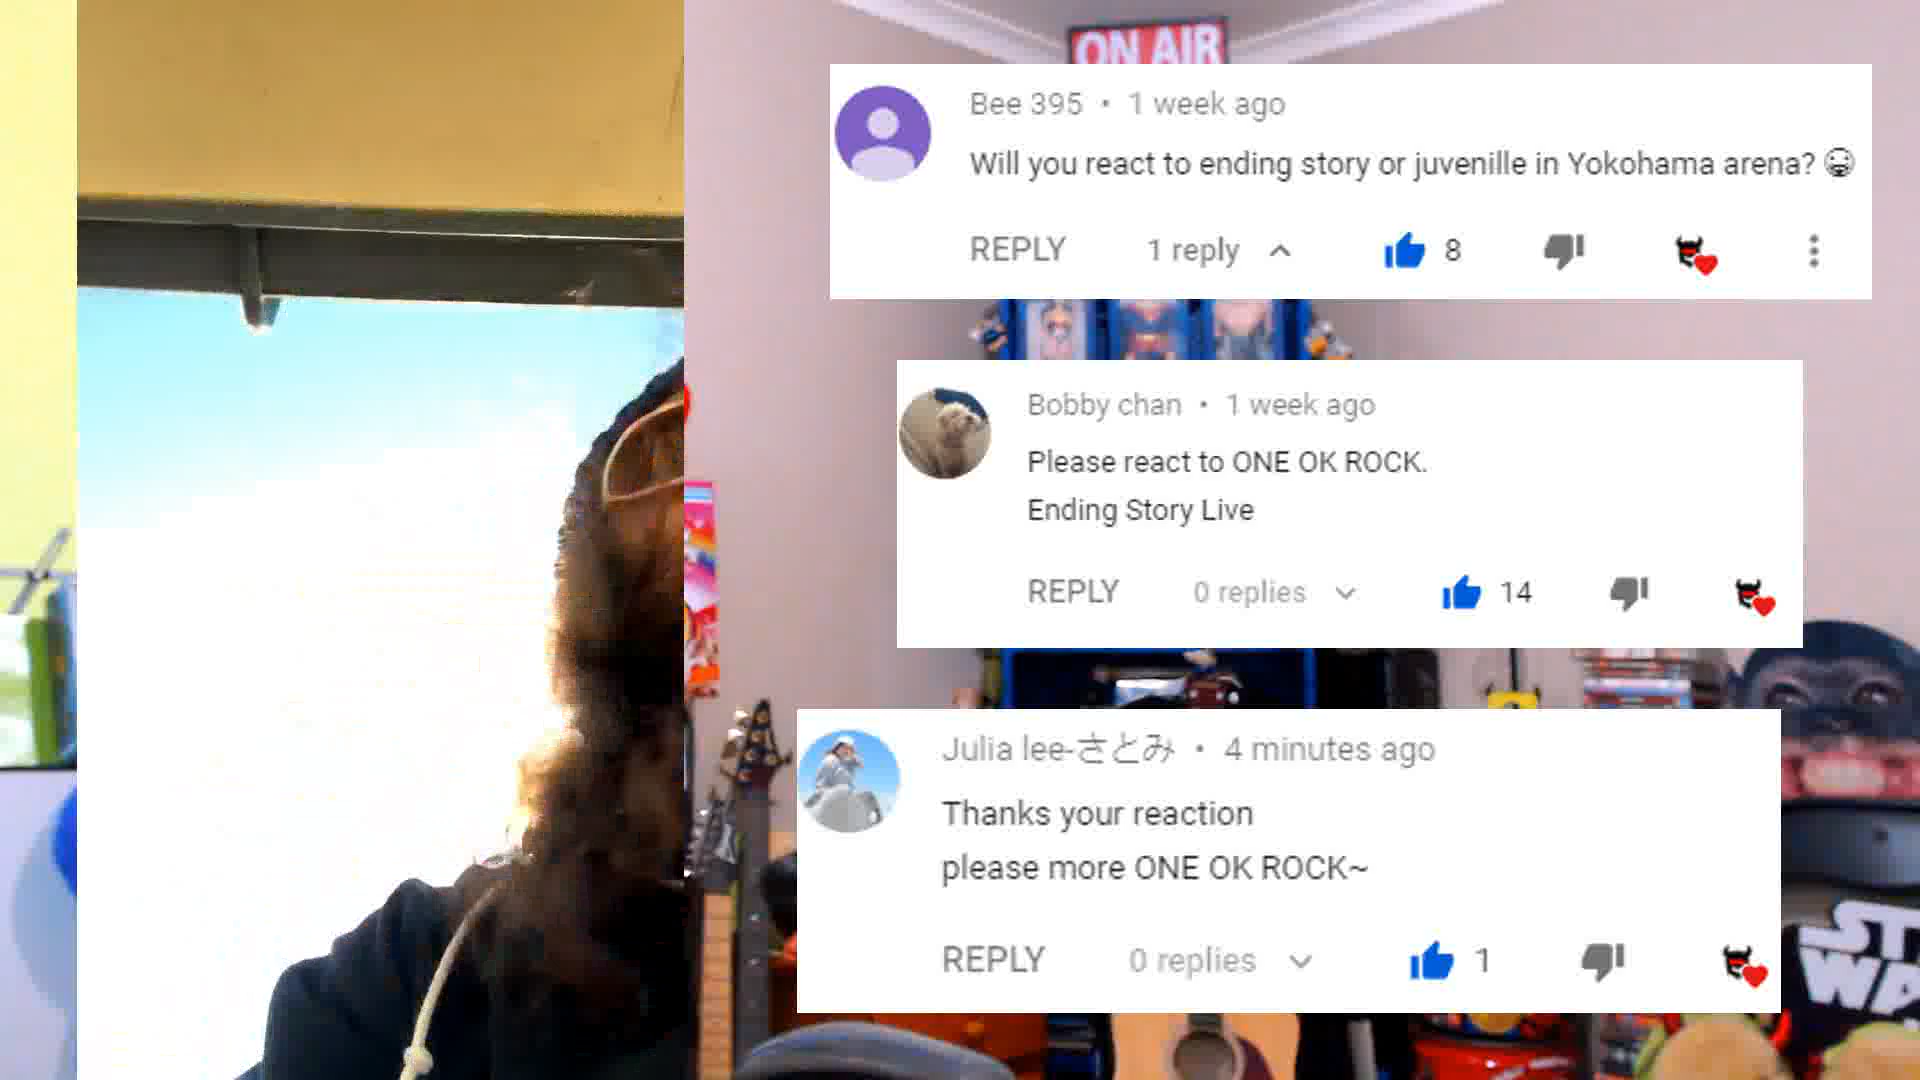 ON AIR
Bee 395 • 1 week ago
Will you react to ending story or juvenille in Yokohama arena? 😭
REPLY 1 reply 8
Bobby chan • 1 week ago
Please react to ONE OK ROCK.
Ending Story Live
REPLY 0 replies 14
Julia lee-さとみ • 4 minutes ago
Thanks your reaction
please more ONE OK ROCK~
REPLY 0 replies 1
ST
WA